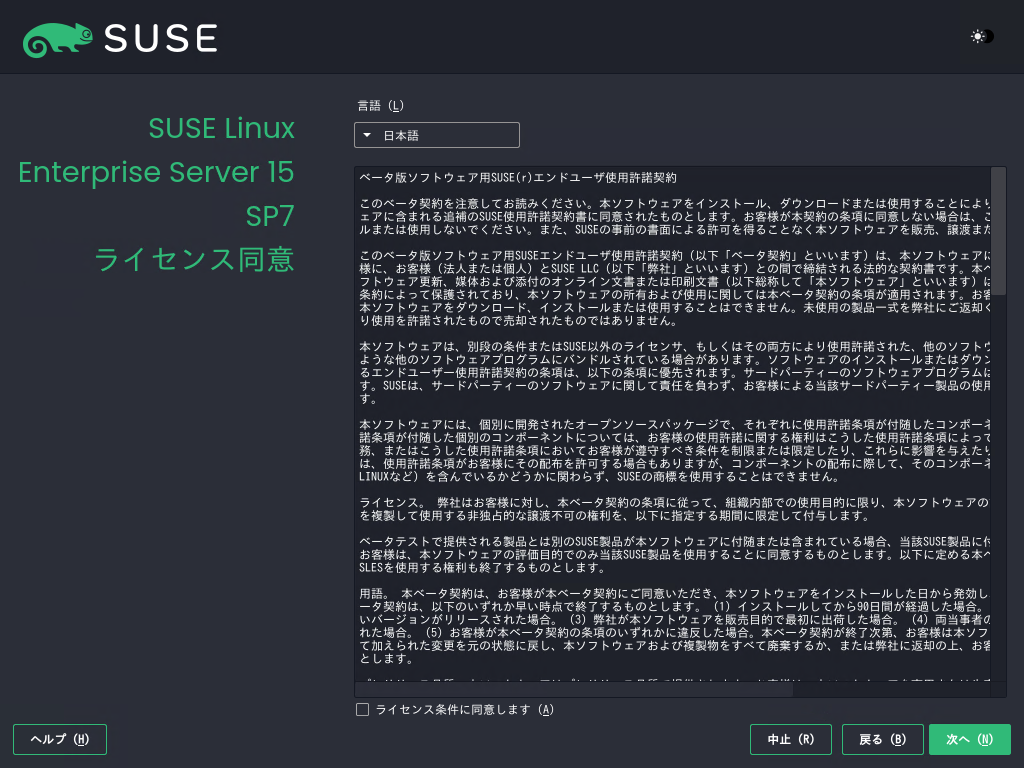 SUSE
言語 (L)
日本語
SUSE Linux
Enterprise Server 15
SP7
ライセンス同意
ベータ版ソフトウェア用SUSE(r)エンドユーザ使用許諾契約
このベータ契約を注意してお読みください。本ソフトウェアをインストール、ダウンロードまたは使用することにより
ェアに含まれる追補のSUSE使用許諾契約書に同意されたものとします。お客様が本契約の条項に同意しない場合は、こ
ルまたは使用しないでください。また、SUSEの事前の書面による許可を得ることなく本ソフトウェアを販売、譲渡また
このベータ版ソフトウェア用SUSEエンドユーザ使用許諾契約（以下「ベータ契約」といいます）は、本ソフトウェアに
様に、お客様（法人または個人）とSUSE LLC（以下「弊社」といいます）との間で締結される法的な契約書です。本ベ
フトウェア更新、媒体および添付のオンライン文書または印刷文書（以下総称して「本ソフトウェア」といいます）は
条約によって保護されており、本ソフトウェアの所有および使用に関しては本ベータ契約の条項が適用されます。お客
本ソフトウェアをダウンロード、インストールまたは使用することはできません。未使用の製品一式を弊社にご返却く
り使用を許諾されたもので売却されたものではありません。
本ソフトウェアは、別段の条件またはSUSE以外のライセンサ、もしくはその両方により使用許諾された、他のソフトウ
ような他のソフトウェアプログラムにバンドルされている場合があります。ソフトウェアのインストールまたはダウン
るエンドユーザー使用許諾契約の条項は、以下の条項に優先されます。サードパーティーのソフトウェアプログラムは
す。SUSEは、サードパーティーのソフトウェアに関して責任を負わず、お客様による当該サードパーティー製品の使用
す。
本ソフトウェアには、個別に開発されたオープンソースパッケージで、それぞれに使用許諾条項が付随したコンポーネ
諾条項が付随した個別のコンポーネントについては、お客様の使用許諾に関する権利はこうした使用許諾条項によって
務、またはこうした使用許諾条項においてお客様が遵守すべき条件を制限または限定したり、これらに影響を与えたり
は、使用許諾条項がお客様にその配布を許可する場合もありますが、コンポーネントの配布に際して、そのコンポーネ
LINUXなど）を含んでいるかどうかに関わらず、SUSEの商標を使用することはできません。
ライセンス。 弊社はお客様に対し、本ベータ契約の条項に従って、組織内部での使用目的に限り、本ソフトウェアの
を複製して使用する非独占的な譲渡不可の権利を、以下に指定する期間に限定して付与します。
ベータテストで提供される製品とは別のSUSE製品が本ソフトウェアに付随または含まれている場合、当該SUSE製品に付
お客様は、本ソフトウェアの評価目的でのみ当該SUSE製品を使用することに同意するものとします。以下に定める本ベ
SLESを使用する権利も終了するものとします。
用語。 本ベータ契約は、お客様が本ベータ契約にご同意いただき、本ソフトウェアをインストールした日から発効し
ータ契約は、以下のいずれか早い時点で終了するものとします。（1）インストールしてから90日間が経過した場合。
いバージョンがリリースされた場合。（3）弊社が本ソフトウェアを販売目的で最初に出荷した場合。（4）両当事者の
れた場合。（5）お客様が本ベータ契約の条項のいずれかに違反した場合。本ベータ契約が終了次第、お客様は本ソフ
て加えられた変更を元の状態に戻し、本ソフトウェアおよび複製物をすべて廃棄するか、または弊社に返却の上、お客
とします。
ライセンス条件に同意します (A)
ヘルプ (H)
中止 (R)
戻る (B)
次へ (N)